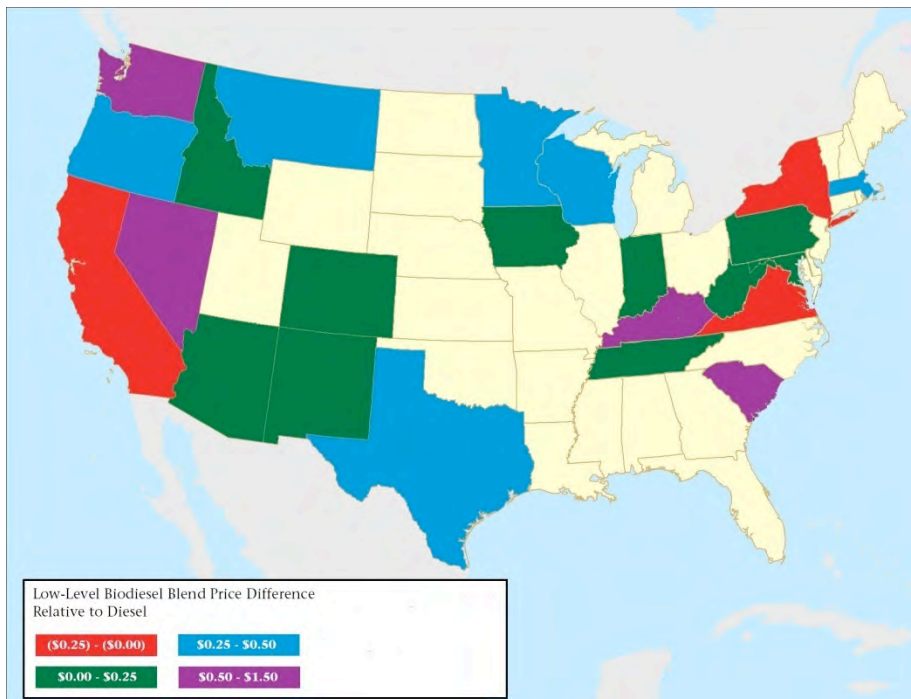 Low-Level Biodiesel Blend Price Difference
Relative to Diesel
($0.25) - ($0.00)
$0.25 - $0.50
$0.00 - $0.25
$0.50 - $1.50